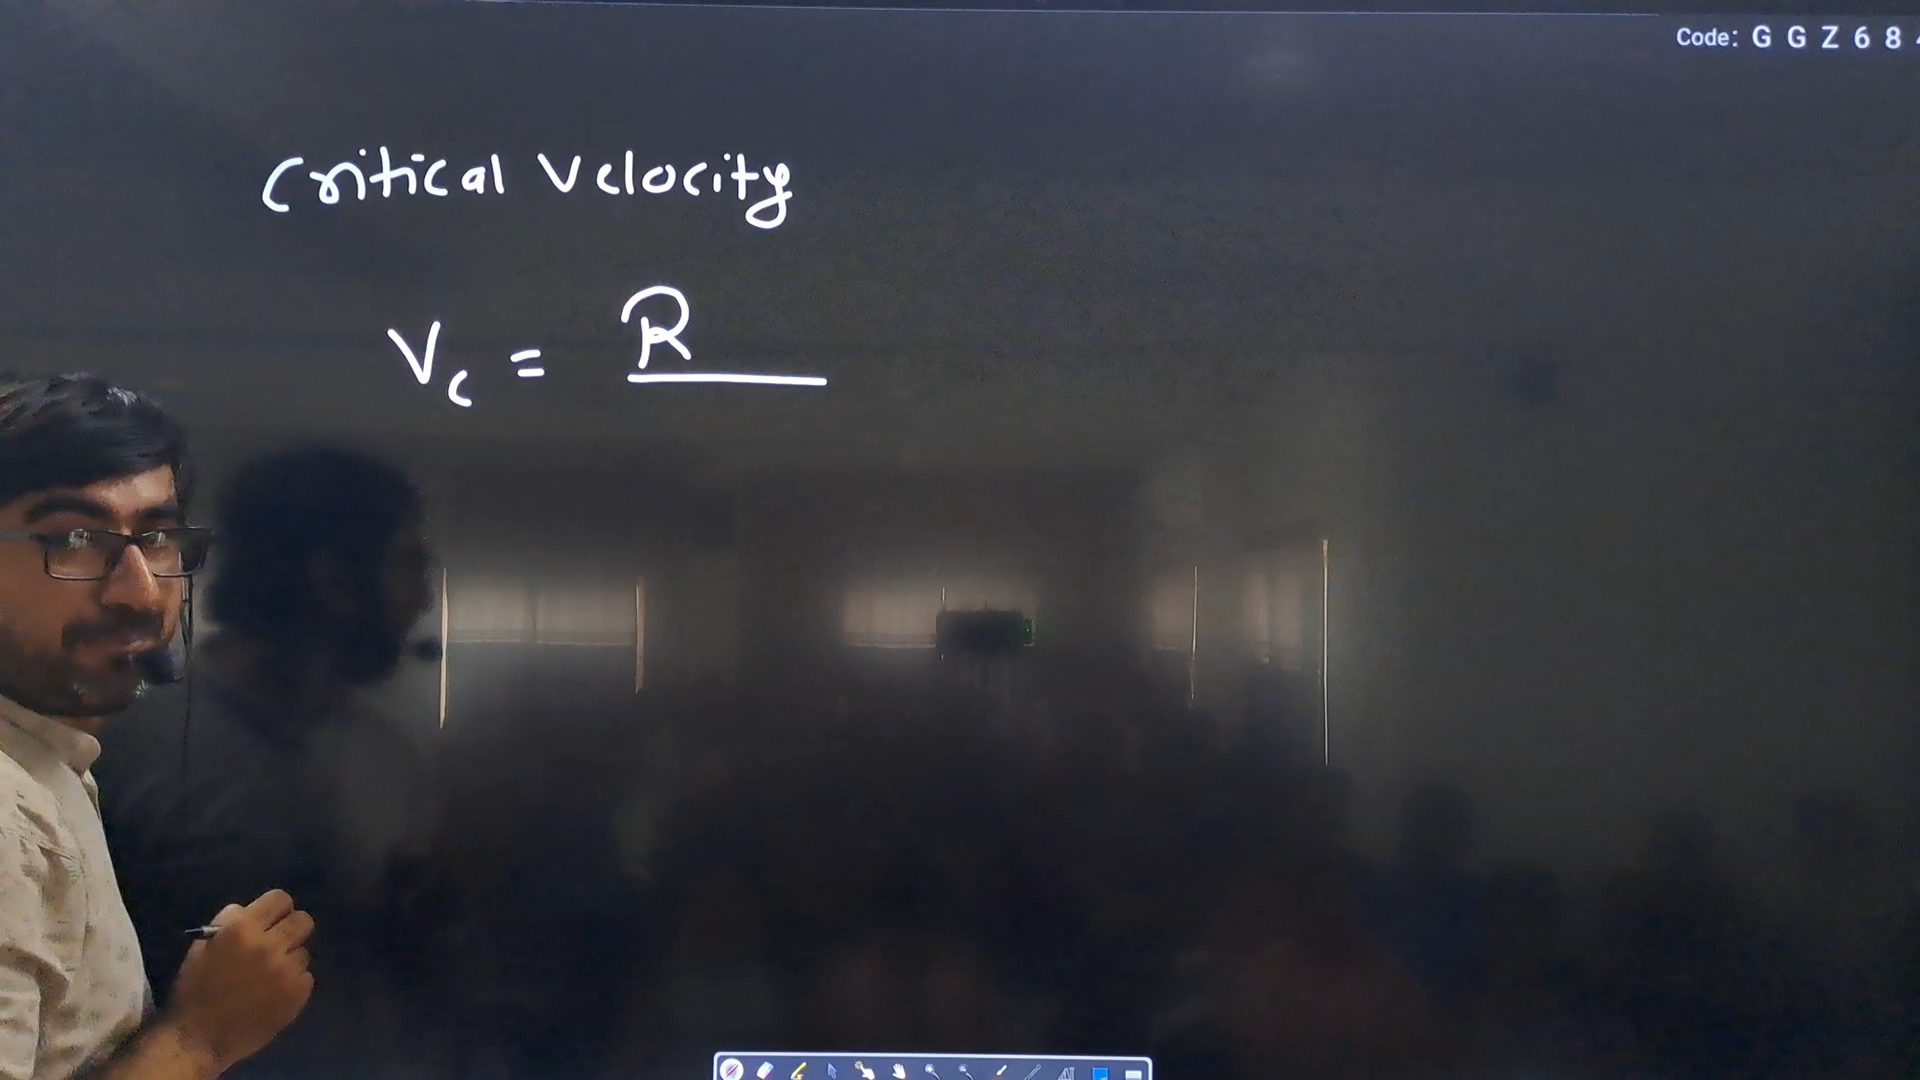 Code: G G Z 6 8
Critical Velocity
Vc = R